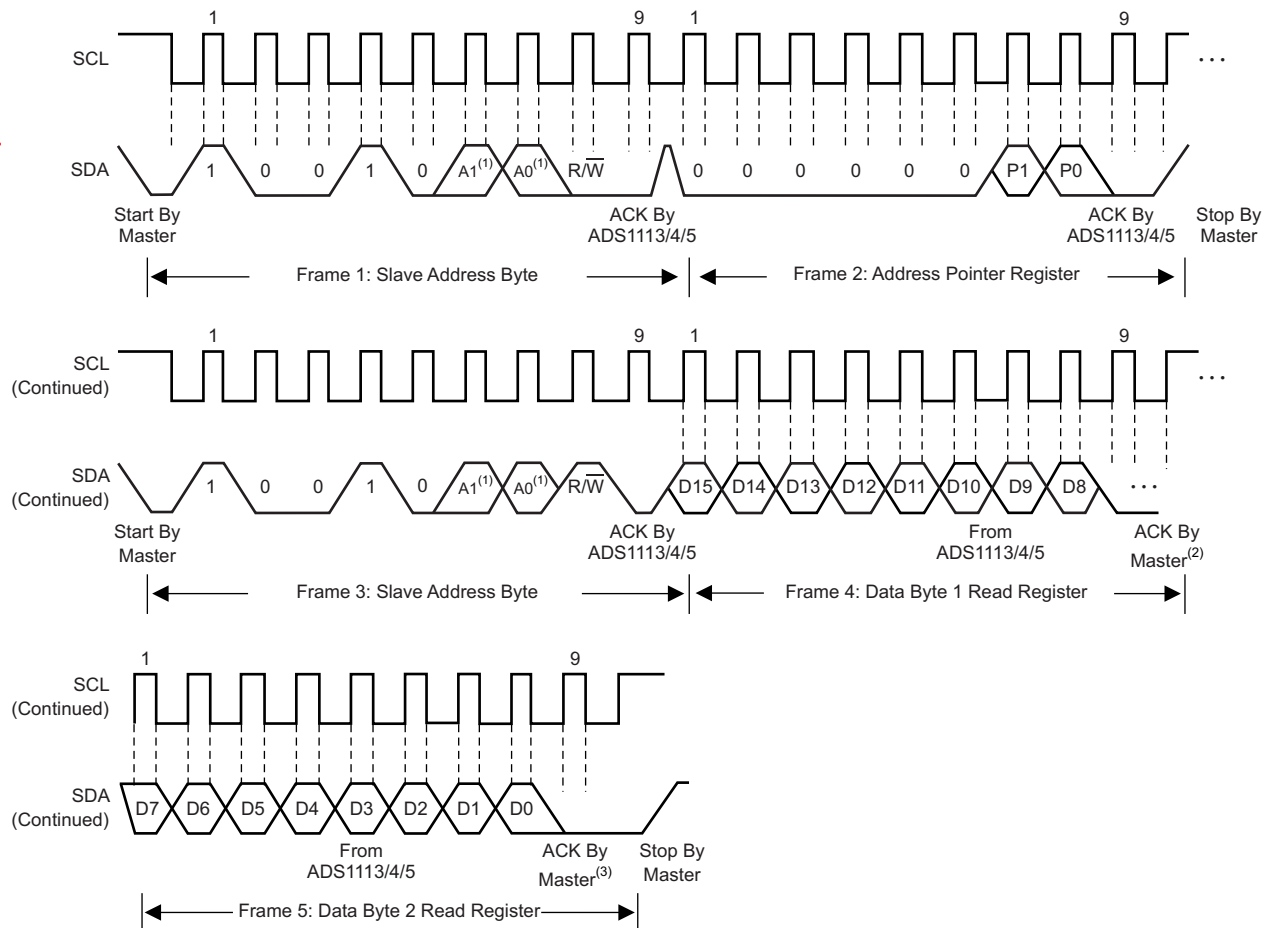 1 9 1 9
SCL ...
SDA 1 0 0 1 0 A1(1) A0(1) R/W 0 0 0 0 0 0 P1 P0
Start By Master
ACK By ADS1113/4/5
ACK By ADS1113/4/5
Stop By Master
Frame 1: Slave Address Byte
Frame 2: Address Pointer Register
1 9 1 9
SCL (Continued) ...
SDA (Continued) 1 0 0 1 0 A1(1) A0(1) R/W D15 D14 D13 D12 D11 D10 D9 D8 ...
Start By Master
ACK By ADS1113/4/5
From ADS1113/4/5
ACK By Master(2)
Frame 3: Slave Address Byte
Frame 4: Data Byte 1 Read Register
1 9
SCL (Continued)
SDA (Continued) D7 D6 D5 D4 D3 D2 D1 D0
From ADS1113/4/5
ACK By Master(3)
Stop By Master
Frame 5: Data Byte 2 Read Register